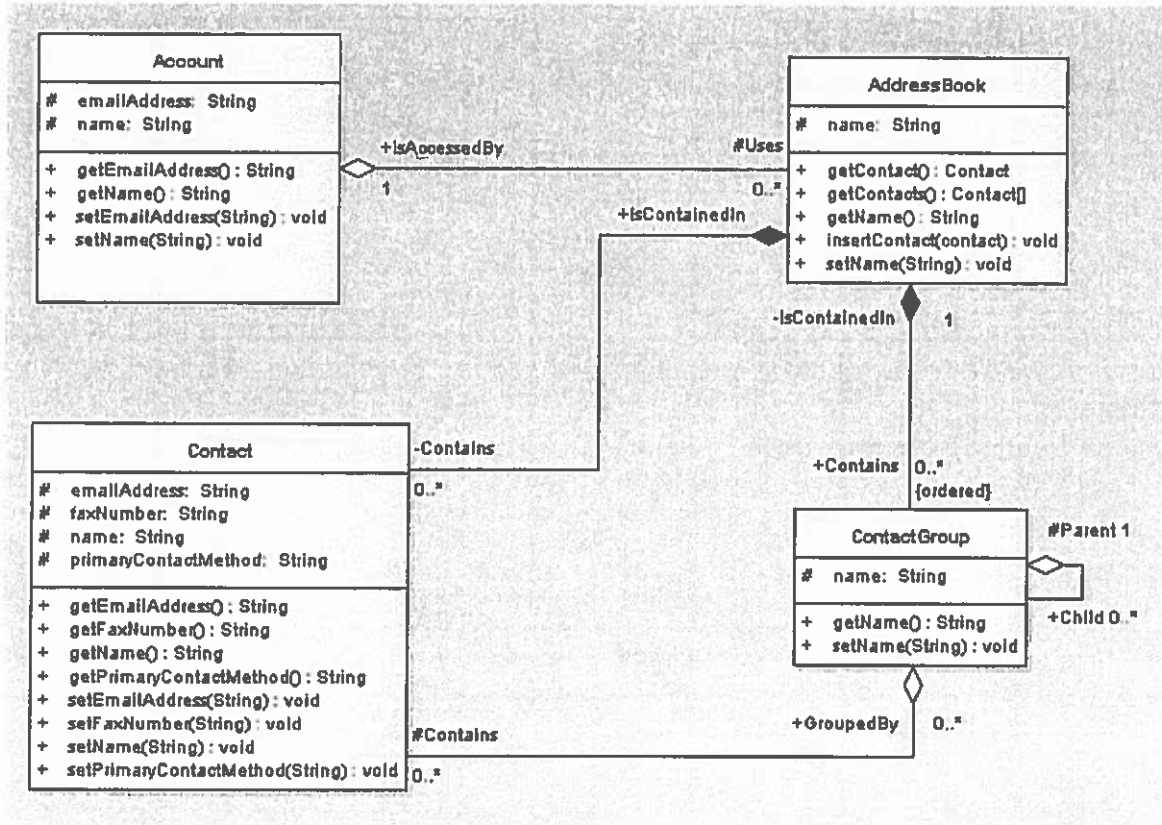 Account
# emailAddress: String
# name: String
+ getEmailAddress() : String
+ getName() : String
+ setEmailAddress(String) : void
+ setName(String) : void
+IsAccessedBy
1
#Uses
0..*
AddressBook
# name: String
+ getContact() : Contact
+ getContacts() : Contact[]
+ getName() : String
+ insertContact(contact) : void
+ setName(String) : void
+IsContainedIn
-IsContainedIn
1
Contact
# emailAddress: String
# faxNumber: String
# name: String
# primaryContactMethod: String
+ getEmailAddress() : String
+ getFaxNumber() : String
+ getName() : String
+ getPrimaryContactMethod() : String
+ setEmailAddress(String) : void
+ setFaxNumber(String) : void
+ setName(String) : void
+ setPrimaryContactMethod(String) : void
-Contains
0..*
+Contains 0..*
{ordered}
ContactGroup
# name: String
+ getName() : String
+ setName(String) : void
#Parent 1
+Child 0..*
+GroupedBy 0..*
#Contains
0..*